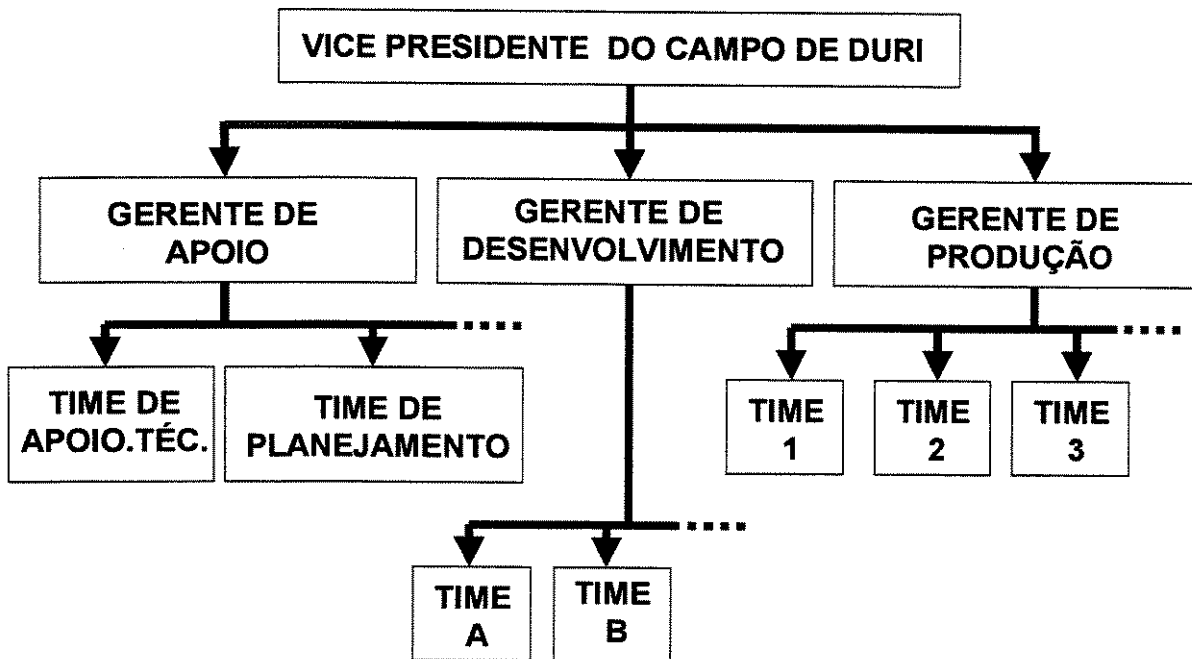 VICE PRESIDENTE DO CAMPO DE DURI
GERENTE DE
APOIO
GERENTE DE
DESENVOLVIMENTO
GERENTE DE
PRODUÇÃO
TIME DE
APOIO.TÉC.
TIME DE
PLANEJAMENTO
TIME
1
TIME
2
TIME
3
TIME
A
TIME
B